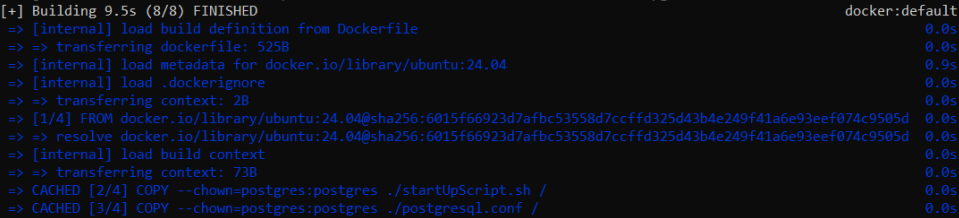 [+] Building 9.5s (8/8) FINISHED docker:default
=> [internal] load build definition from Dockerfile 0.0s
=> => transferring dockerfile: 525B 0.0s
=> [internal] load metadata for docker.io/library/ubuntu:24.04 0.9s
=> [internal] load .dockerignore 0.0s
=> => transferring context: 2B 0.0s
=> [1/4] FROM docker.io/library/ubuntu:24.04@sha256:6015f66923d7afbc53558d7ccffd325d43b4e249f41a6e93eef074c9505d 0.0s
=> => resolve docker.io/library/ubuntu:24.04@sha256:6015f66923d7afbc53558d7ccffd325d43b4e249f41a6e93eef074c9505d 0.0s
=> [internal] load build context 0.0s
=> => transferring context: 73B 0.0s
=> CACHED [2/4] COPY --chown=postgres:postgres ./startUpScript.sh / 0.0s
=> CACHED [3/4] COPY --chown=postgres:postgres ./postgresql.conf / 0.0s